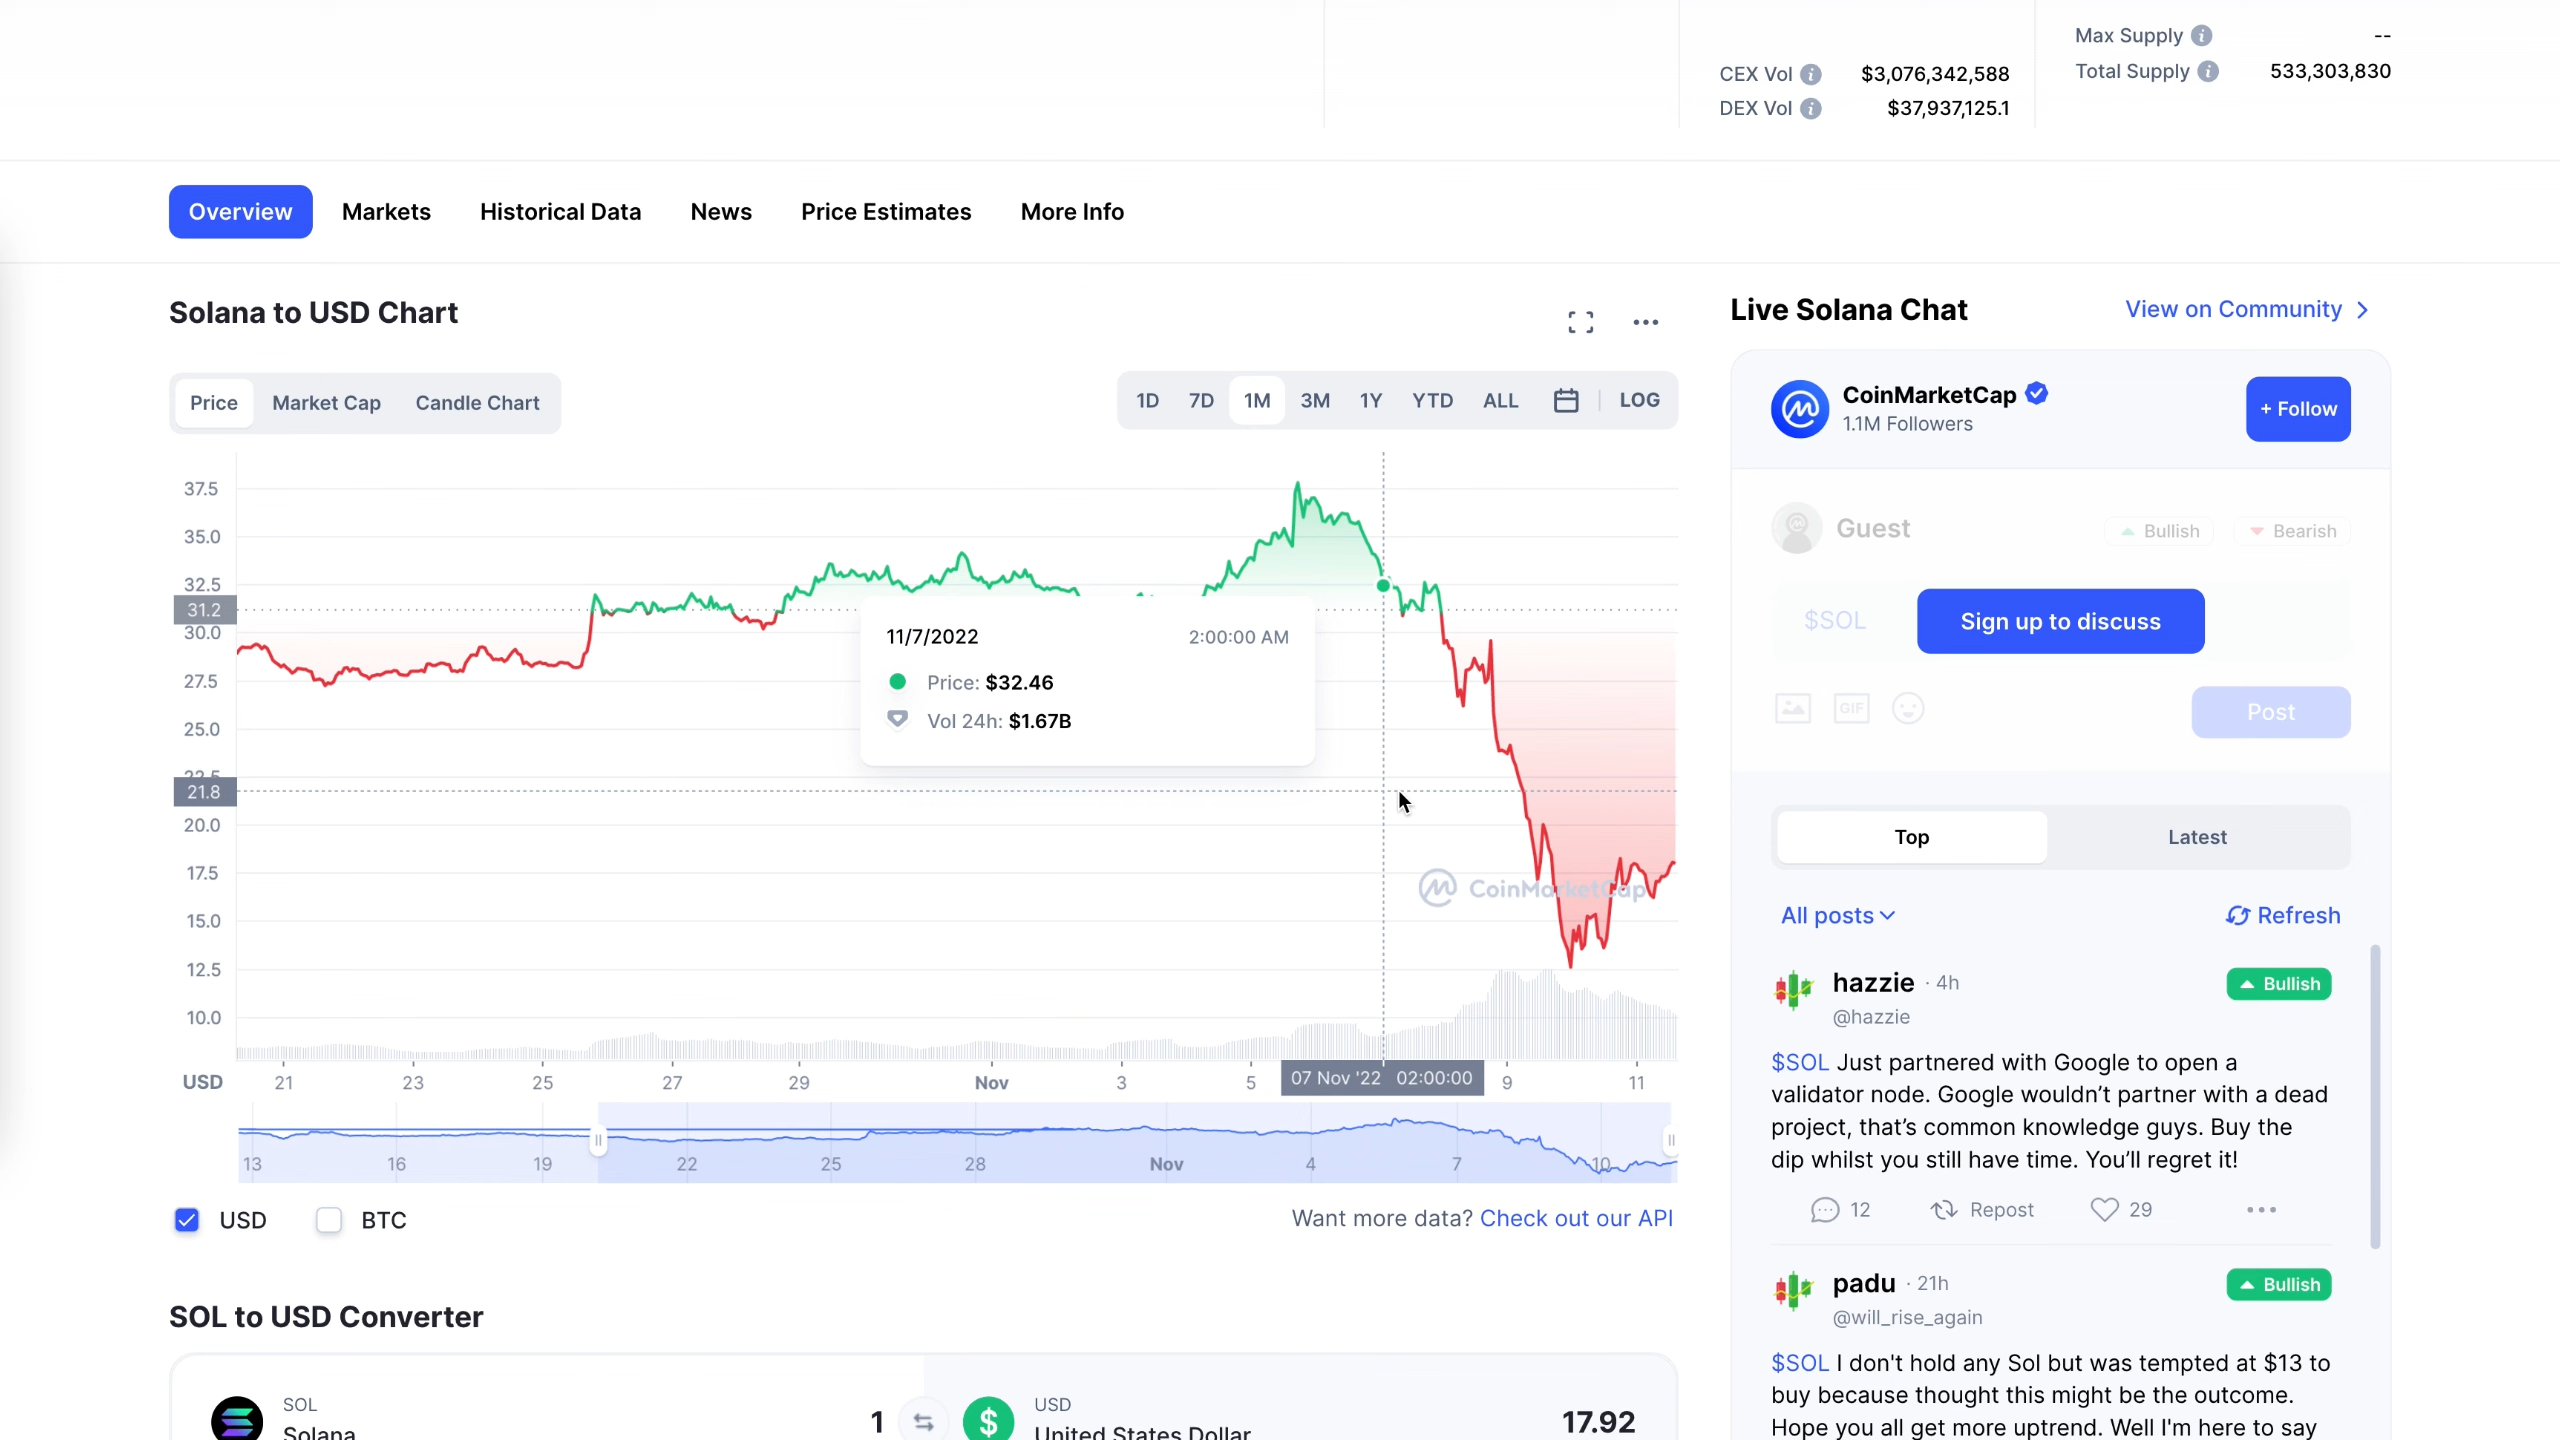 Max Supply --
Total Supply 533,303,830
CEX Vol $3,076,342,588
DEX Vol $37,937,125.1
Overview Markets Historical Data News Price Estimates More Info
Solana to USD Chart
Price Market Cap Candle Chart
1D 7D 1M 3M 1Y YTD ALL LOG
37.5
35.0
32.5
31.2
30.0
27.5
25.0
22.5
21.8
20.0
17.5
15.0
12.5
10.0
11/7/2022 2:00:00 AM
Price: $32.46
Vol 24h: $1.67B
CoinMarketCap
USD 21 23 25 27 29 Nov 3 5 07 Nov '22 02:00:00 9 11
13 16 19 22 25 28 Nov 4 7 10
USD BTC
Want more data? Check out our API
SOL to USD Converter
SOL
Solana
1
USD
United States Dollar
17.92
Live Solana Chat
View on Community
CoinMarketCap
1.1M Followers
+ Follow
Guest
Bullish Bearish
$SOL
Sign up to discuss
GIF
Post
Top Latest
All posts Refresh
hazzie · 4h
Bullish
@hazzie
$SOL Just partnered with Google to open a
validator node. Google wouldn’t partner with a dead
project, that’s common knowledge guys. Buy the
dip whilst you still have time. You’ll regret it!
12 Repost 29
padu · 21h
Bullish
@will_rise_again
$SOL I don't hold any Sol but was tempted at $13 to
buy because thought this might be the outcome.
Hope you all get more uptrend. Well I'm here to say